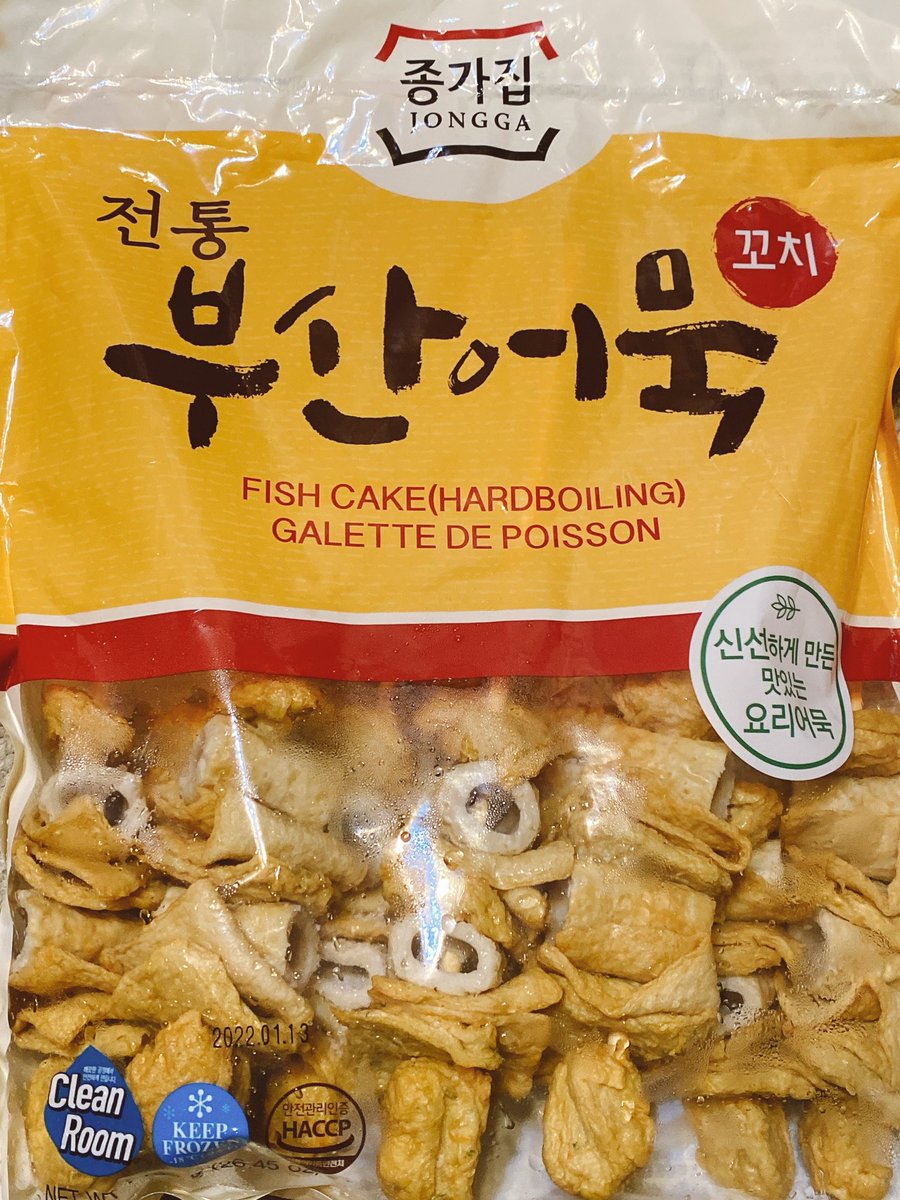 종가집
JONGGA
전통
꼬치
부산어묵
FISH CAKE(HARDBOILING)
GALETTE DE POISSON
신선하게 만든
맛있는
요리어묵
2022.01.13
Clean
Room
KEEP
FROZEN
안전관리인증
HACCP